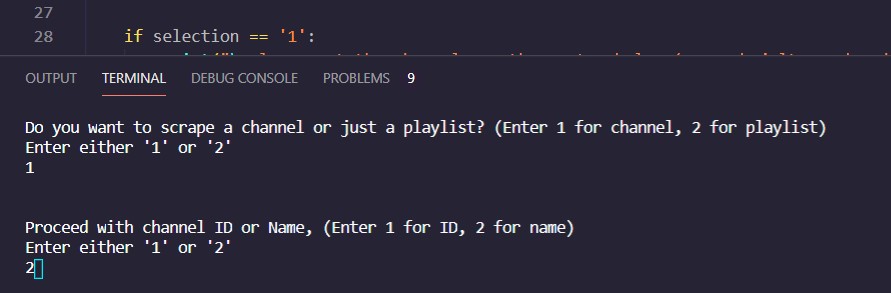 27
28 if selection == '1':
OUTPUT TERMINAL DEBUG CONSOLE PROBLEMS 9
Do you want to scrape a channel or just a playlist? (Enter 1 for channel, 2 for playlist)
Enter either '1' or '2'
1
Proceed with channel ID or Name, (Enter 1 for ID, 2 for name)
Enter either '1' or '2'
2